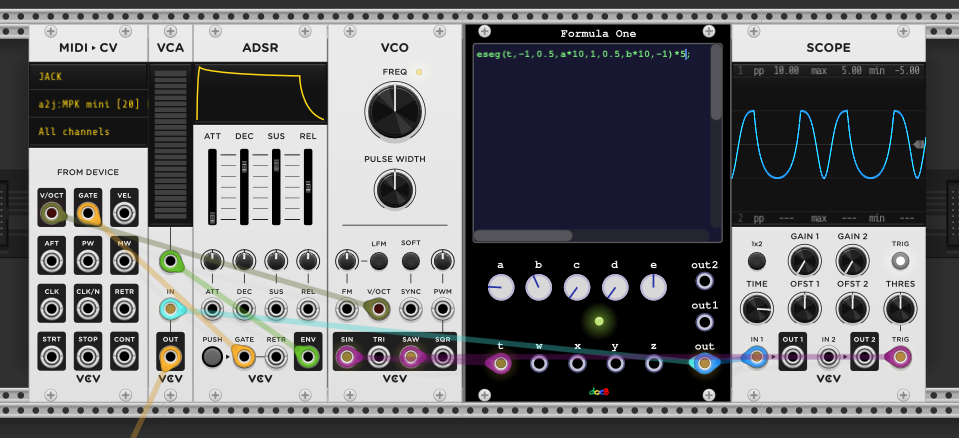 MIDI ▸ CV
JACK
a2j:MPK mini [20]
All channels
FROM DEVICE
V/OCT GATE VEL
AFT PW MW
CLK CLK/N RETR
STRT STOP CONT
VCV
VCA
IN
OUT
VCV
ADSR
ATT DEC SUS REL
ATT DEC SUS REL
PUSH GATE RETR ENV
VCV
VCO
FREQ
PULSE WIDTH
LFM SOFT
FM V/OCT SYNC PWM
SIN TRI SAW SQR
VCV
Formula One
eseg(t,-1,0.5,a*10,1,0.5,b*10,-1)*5;
a b c d e out2
out1
t w x y z out
docB
SCOPE
1 pp 10.00 max 5.00 min -5.00
2 pp --- max --- min ---
1x2 GAIN 1 GAIN 2 TRIG
TIME OFST 1 OFST 2 THRES
IN 1 OUT 1 IN 2 OUT 2 TRIG
VCV